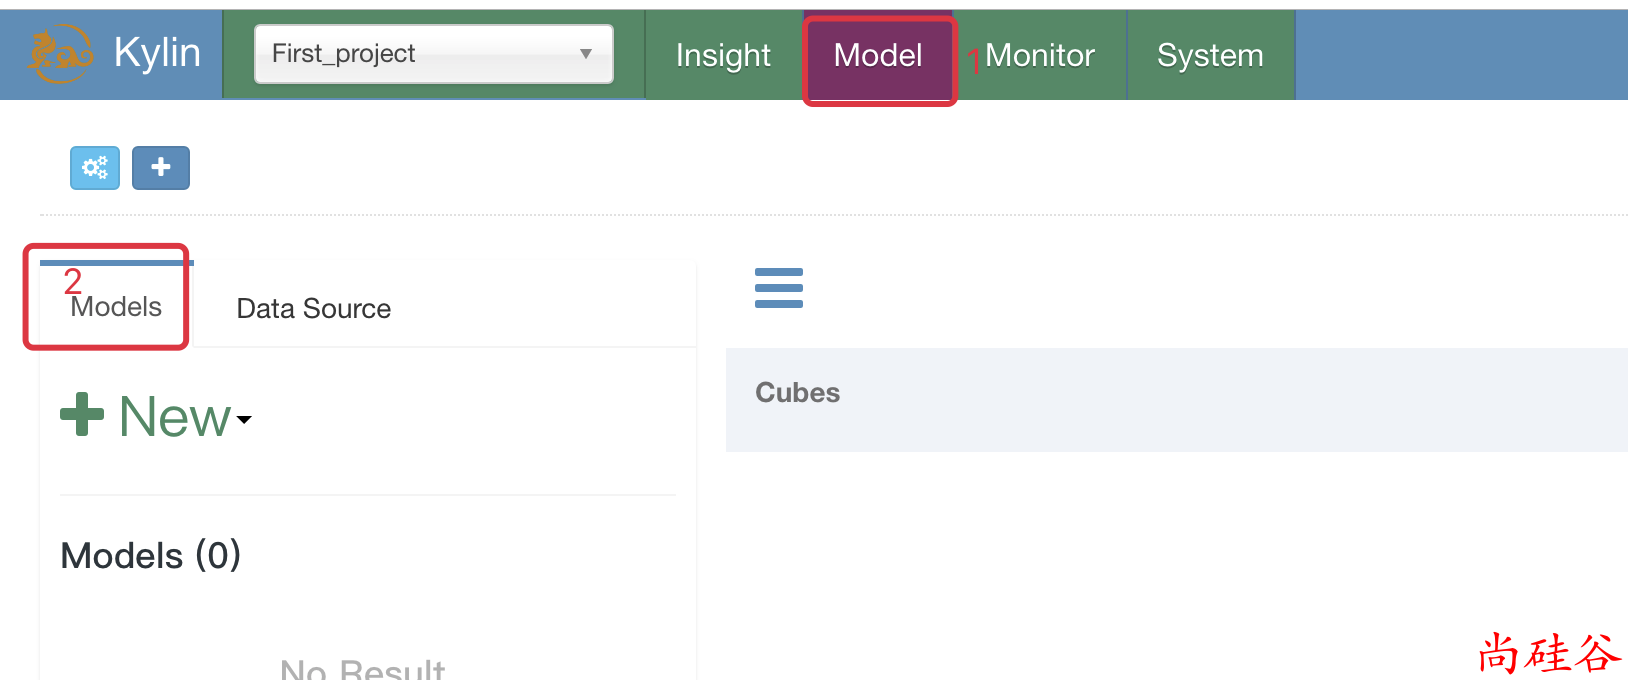 Kylin First_project Insight Model 1 Monitor System
2
Models Data Source
New
Cubes
Models (0)
No Result
尚硅谷